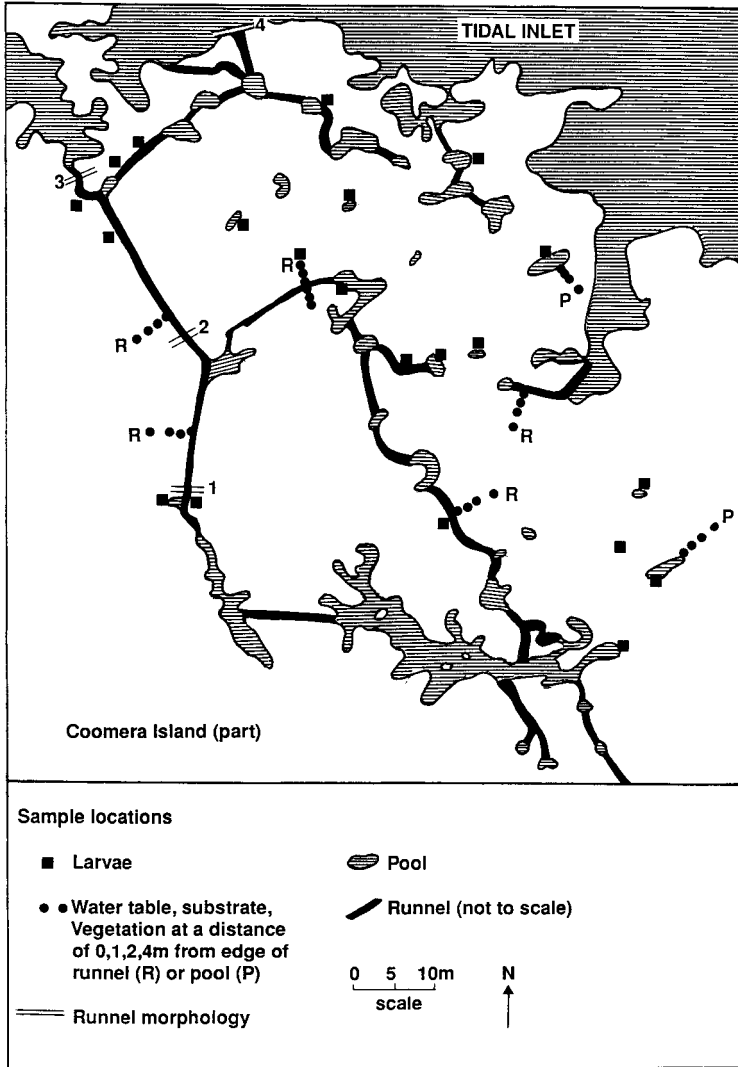 4
TIDAL INLET
3
R
P
2
R
R
R
1
R
P
Coomera Island (part)
Sample locations
Larvae
Pool
Water table, substrate,
Vegetation at a distance
of 0,1,2,4m from edge of
runnel (R) or pool (P)
Runnel (not to scale)
0 5 10m
scale
N
Runnel morphology